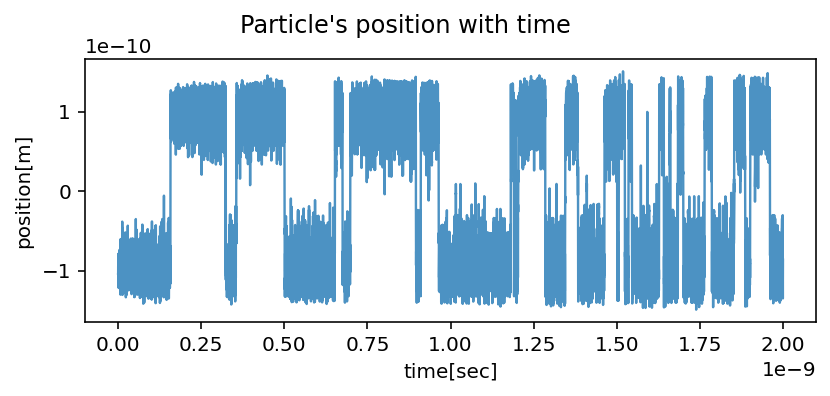 Particle's position with time
1e−10
1
0
−1
position[m]
0.00 0.25 0.50 0.75 1.00 1.25 1.50 1.75 2.00
time[sec]
1e−9